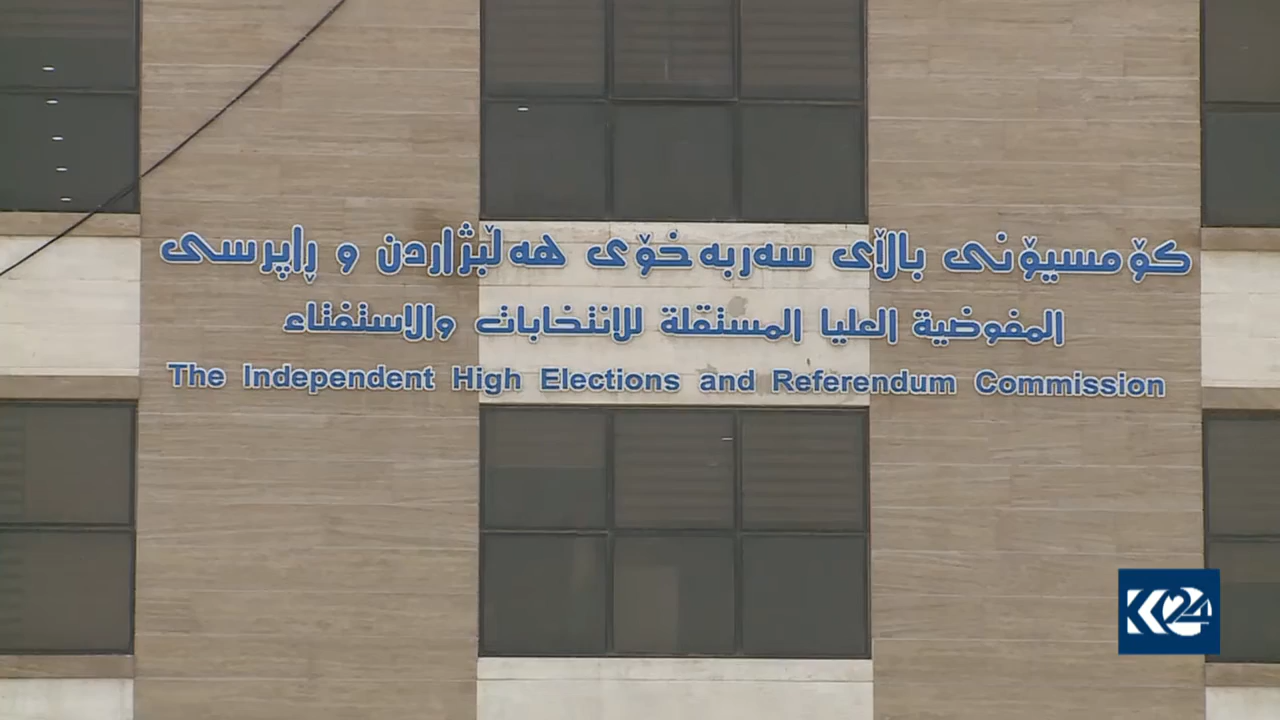 کۆمسیۆنی باڵای سەربەخۆی هەڵبژاردن و ڕاپرسی
المفوضية العليا المستقلة للانتخابات والاستفتاء
The Independent High Elections and Referendum Commission
K24